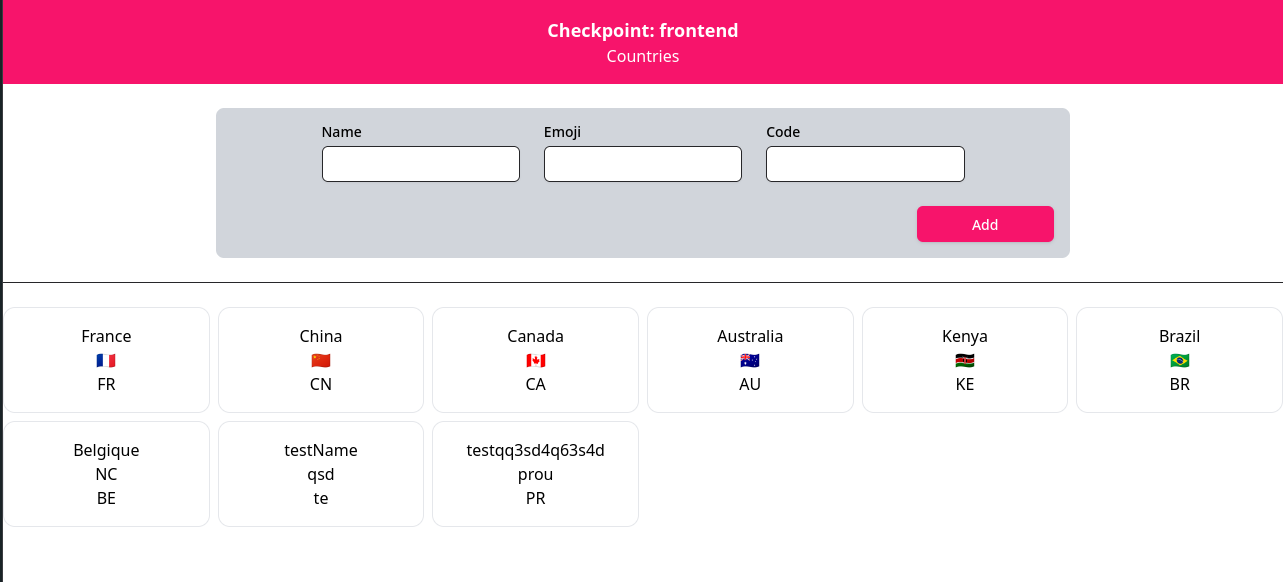 Checkpoint: frontend
Countries
Name Emoji Code
Add
France China Canada Australia Kenya Brazil
🇫🇷 🇨🇳 🇨🇦 🇦🇺 🇰🇪 🇧🇷
FR CN CA AU KE BR
Belgique testName testqq3sd4q63s4d
NC qsd prou
BE te PR